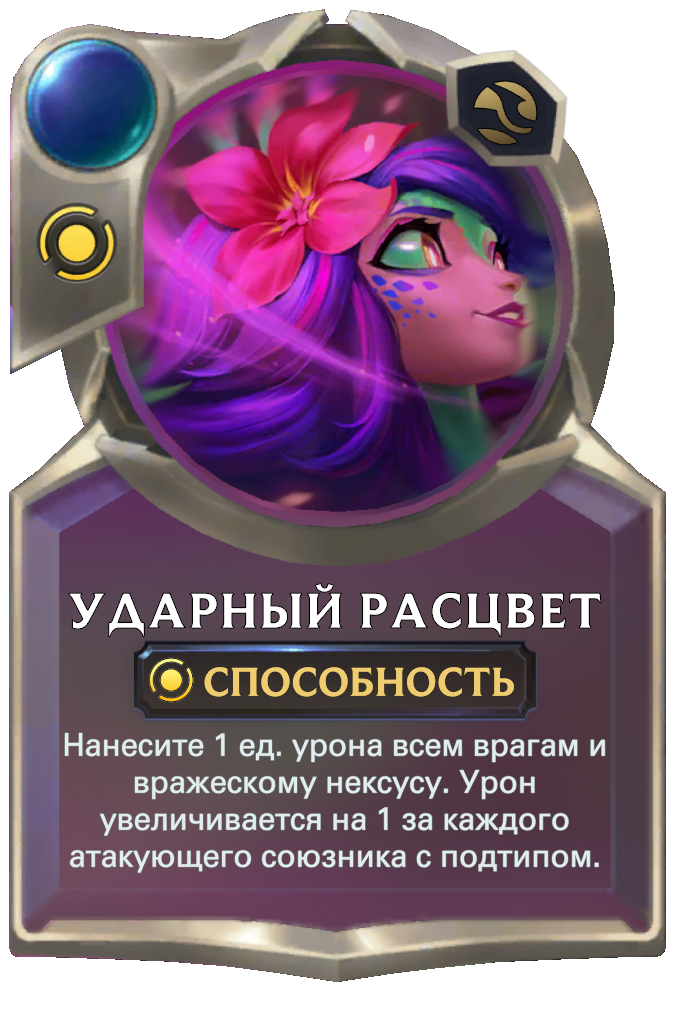 УДАРНЫЙ РАСЦВЕТ
СПОСОБНОСТЬ
Нанесите 1 ед. урона всем врагам и
вражескому нексусу. Урон
увеличивается на 1 за каждого
атакующего союзника с подтипом.